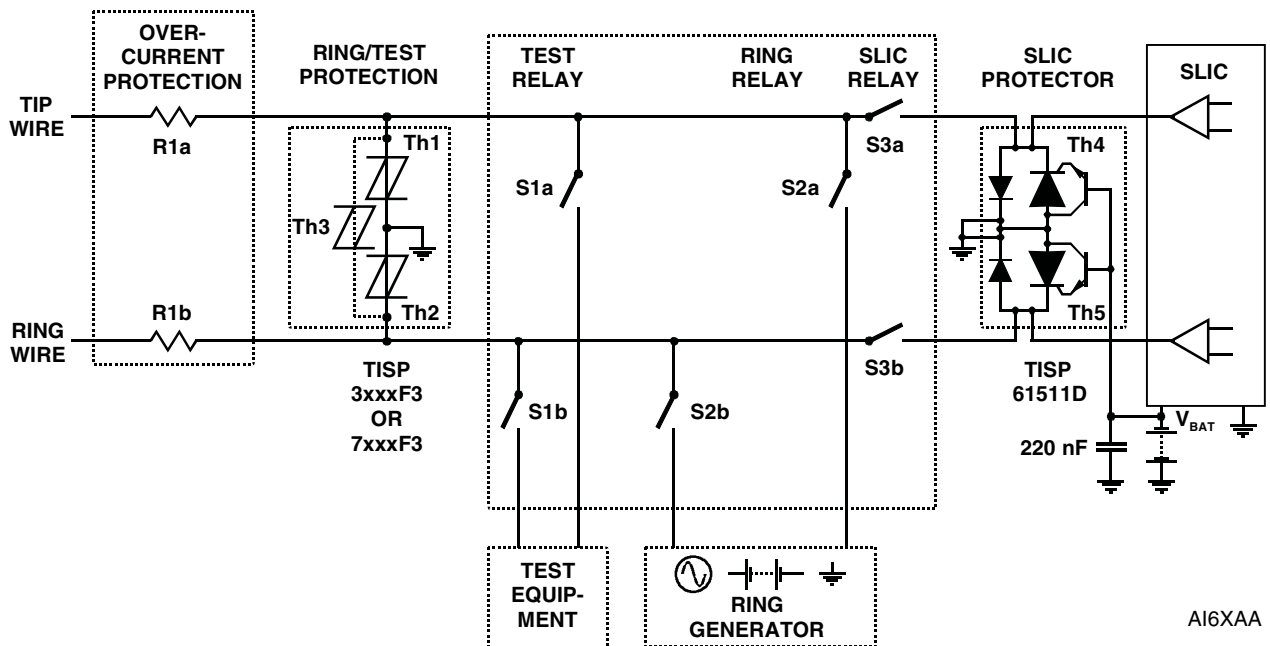 OVER-
CURRENT
PROTECTION
RING/TEST
PROTECTION
TEST
RELAY
RING
RELAY
SLIC
RELAY
SLIC
PROTECTOR
SLIC
TIP
WIRE
R1a
Th1
Th3
Th2
S1a
S2a
S3a
Th4
Th5
RING
WIRE
R1b
TISP
3xxxF3
OR
7xxxF3
S1b
S2b
S3b
TISP
61511D
220 nF
VBAT
TEST
EQUIP-
MENT
RING
GENERATOR
AI6XAA